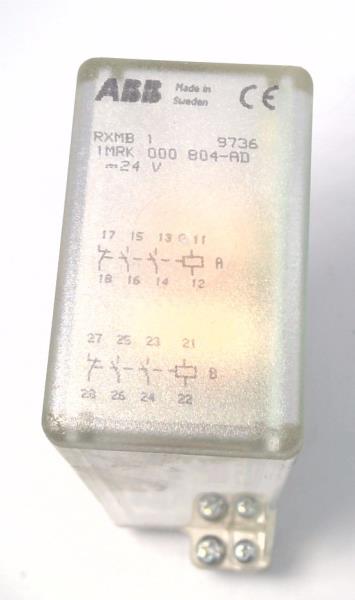 ABB Made in Sweden CE
RXMB 1 9736
1MRK 000 804-AD
⎓24 V
17 15 13 11
A
18 16 14 12
27 25 23 21
B
28 26 24 22